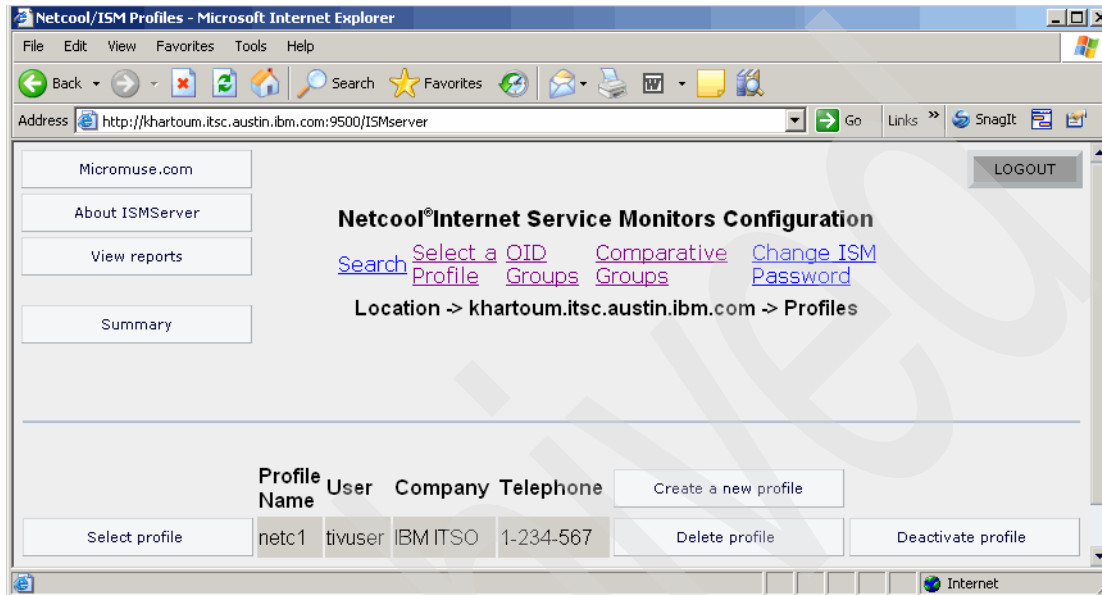 Netcool/ISM Profiles - Microsoft Internet Explorer
File Edit View Favorites Tools Help
Back Search Favorites
Address http://khartoum.itsc.austin.ibm.com:9500/ISMserver Go Links » SnagIt
Micromuse.com LOGOUT
About ISMServer
Netcool®Internet Service Monitors Configuration
View reports
Search Select a Profile OID Groups Comparative Groups Change ISM Password
Location -> khartoum.itsc.austin.ibm.com -> Profiles
Summary
Profile Name User Company Telephone Create a new profile
Select profile netc1 tivuser IBM ITSO 1-234-567 Delete profile Deactivate profile
Internet